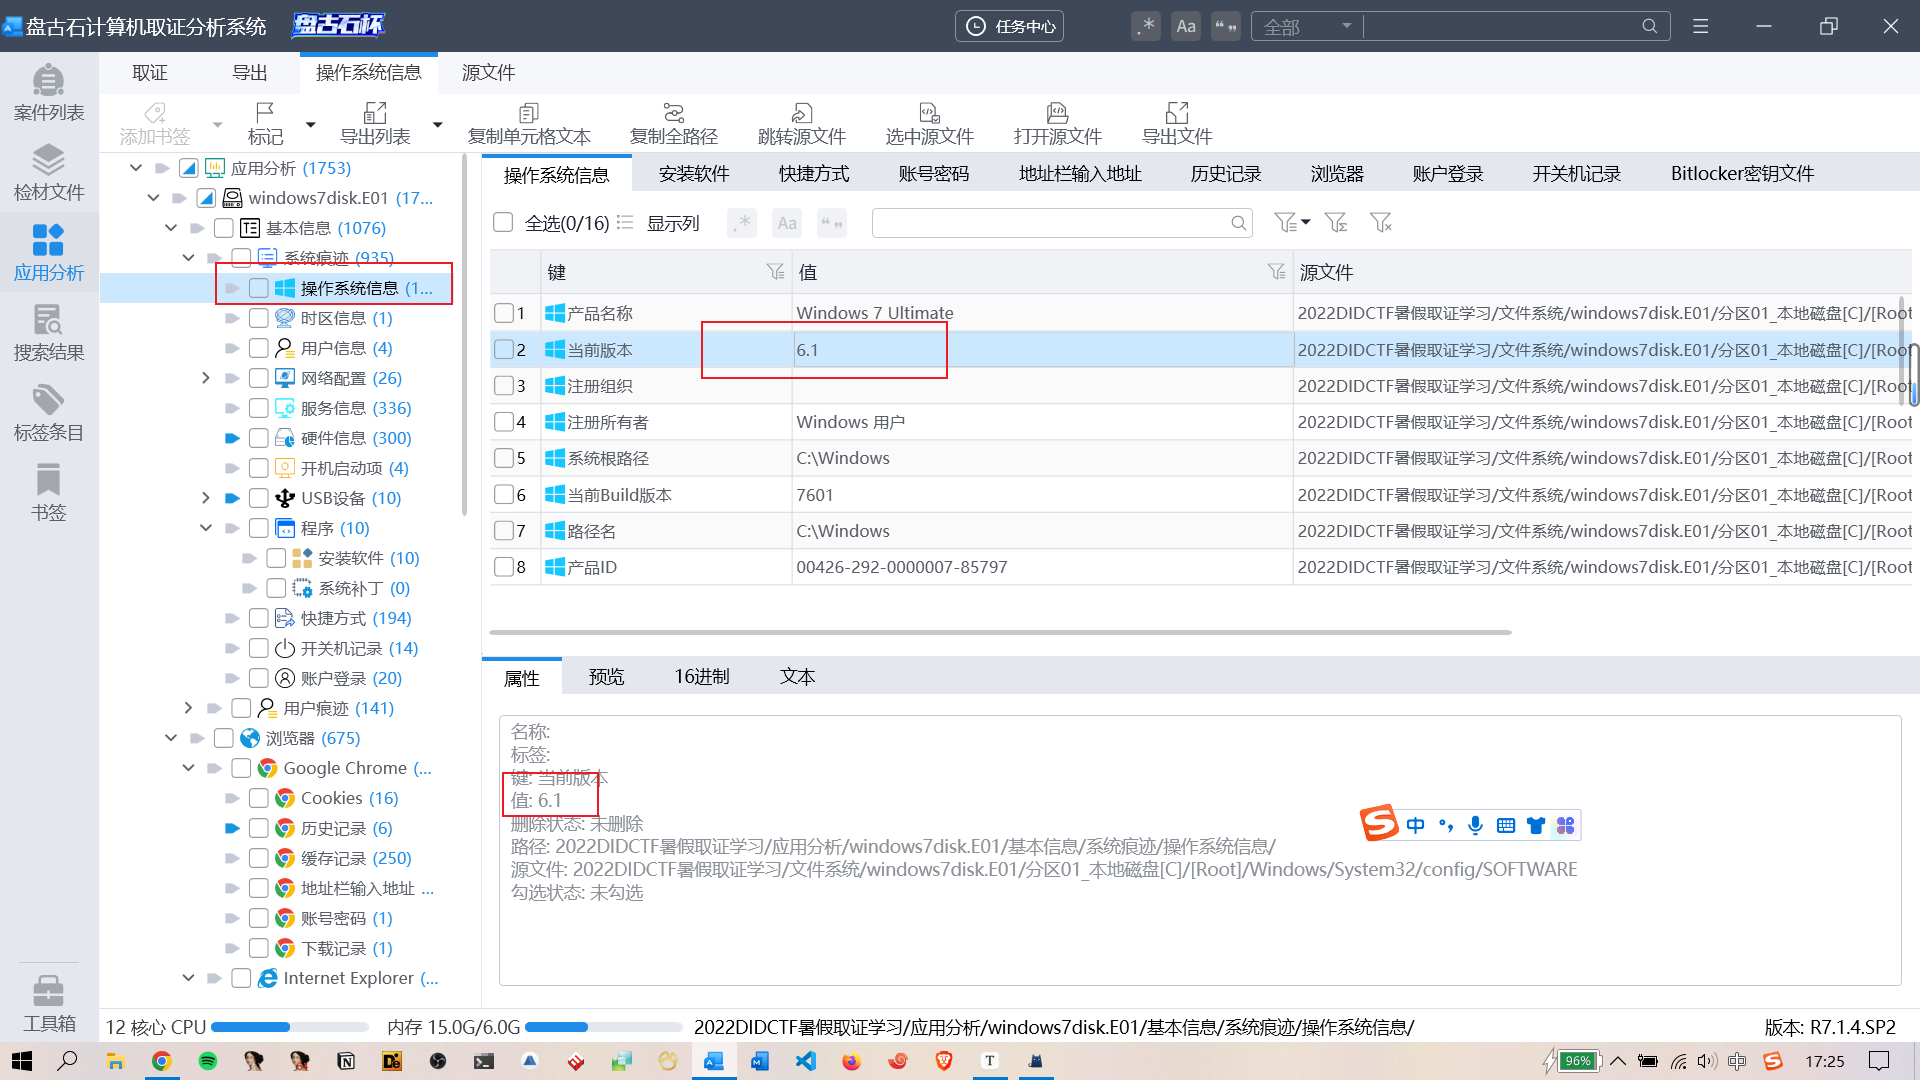 盘古石计算机取证分析系统
盘古石杯
任务中心
.*
Aa
全部
取证
导出
操作系统信息
源文件
案件列表
检材文件
应用分析
搜索结果
标签条目
书签
工具箱
添加书签
标记
导出列表
复制单元格文本
复制全路径
跳转源文件
选中源文件
打开源文件
导出文件
应用分析 (1753)
windows7disk.E01 (17...
基本信息 (1076)
系统痕迹 (935)
操作系统信息 (1...
时区信息 (1)
用户信息 (4)
网络配置 (26)
服务信息 (336)
硬件信息 (300)
开机启动项 (4)
USB设备 (10)
程序 (10)
安装软件 (10)
系统补丁 (0)
快捷方式 (194)
开关机记录 (14)
账户登录 (20)
用户痕迹 (141)
浏览器 (675)
Google Chrome (...
Cookies (16)
历史记录 (6)
缓存记录 (250)
地址栏输入地址 ...
账号密码 (1)
下载记录 (1)
Internet Explorer (...
操作系统信息
安装软件
快捷方式
账号密码
地址栏输入地址
历史记录
浏览器
账户登录
开关机记录
Bitlocker密钥文件
全选(0/16)
显示列
.*
Aa
键
值
源文件
1 产品名称 Windows 7 Ultimate 2022DIDCTF暑假取证学习/文件系统/windows7disk.E01/分区01_本地磁盘[C]/[Root
2 当前版本 6.1 2022DIDCTF暑假取证学习/文件系统/windows7disk.E01/分区01_本地磁盘[C]/[Root
3 注册组织 2022DIDCTF暑假取证学习/文件系统/windows7disk.E01/分区01_本地磁盘[C]/[Root
4 注册所有者 Windows 用户 2022DIDCTF暑假取证学习/文件系统/windows7disk.E01/分区01_本地磁盘[C]/[Root
5 系统根路径 C:\Windows 2022DIDCTF暑假取证学习/文件系统/windows7disk.E01/分区01_本地磁盘[C]/[Root
6 当前Build版本 7601 2022DIDCTF暑假取证学习/文件系统/windows7disk.E01/分区01_本地磁盘[C]/[Root
7 路径名 C:\Windows 2022DIDCTF暑假取证学习/文件系统/windows7disk.E01/分区01_本地磁盘[C]/[Root
8 产品ID 00426-292-0000007-85797 2022DIDCTF暑假取证学习/文件系统/windows7disk.E01/分区01_本地磁盘[C]/[Root
属性
预览
16进制
文本
名称:
标签:
键: 当前版本
值: 6.1
删除状态: 未删除
路径: 2022DIDCTF暑假取证学习/应用分析/windows7disk.E01/基本信息/系统痕迹/操作系统信息/
源文件: 2022DIDCTF暑假取证学习/文件系统/windows7disk.E01/分区01_本地磁盘[C]/[Root]/Windows/System32/config/SOFTWARE
勾选状态: 未勾选
中
12 核心 CPU
内存 15.0G/6.0G
2022DIDCTF暑假取证学习/应用分析/windows7disk.E01/基本信息/系统痕迹/操作系统信息/
版本: R7.1.4.SP2
96%
中
17:25